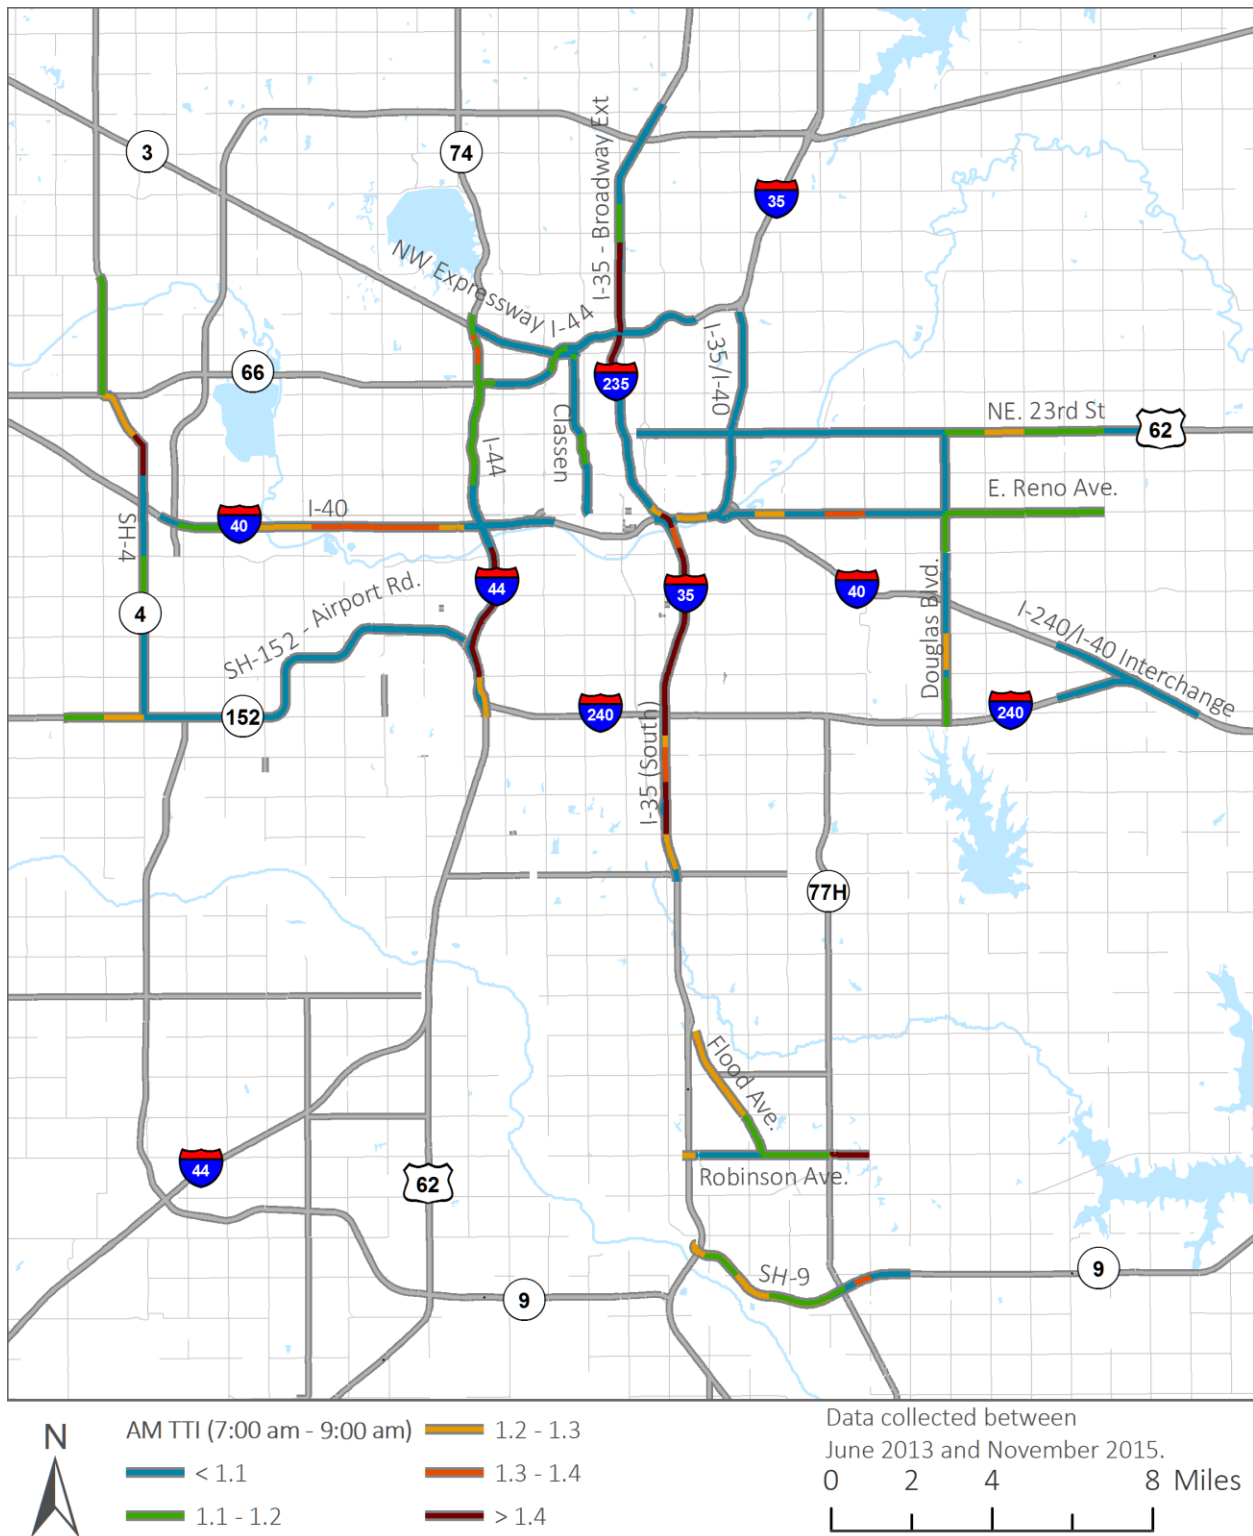 3
74
I-35 - Broadway Ext
35
NW Expressway
I-44
I-35/I-40
66
235
Classen
NE. 23rd St
62
I-44
E. Reno Ave.
I-40
40
SH-4
44
35
40
4
SH-152 - Airport Rd.
Douglas Blvd.
I-240/I-40 Interchange
152
240
240
I-35 (South)
77H
Flood Ave.
44
62
Robinson Ave.
SH-9
9
9
N
AM TTI (7:00 am - 9:00 am)
< 1.1
1.1 - 1.2
1.2 - 1.3
1.3 - 1.4
> 1.4
Data collected between
June 2013 and November 2015.
0 2 4 8 Miles